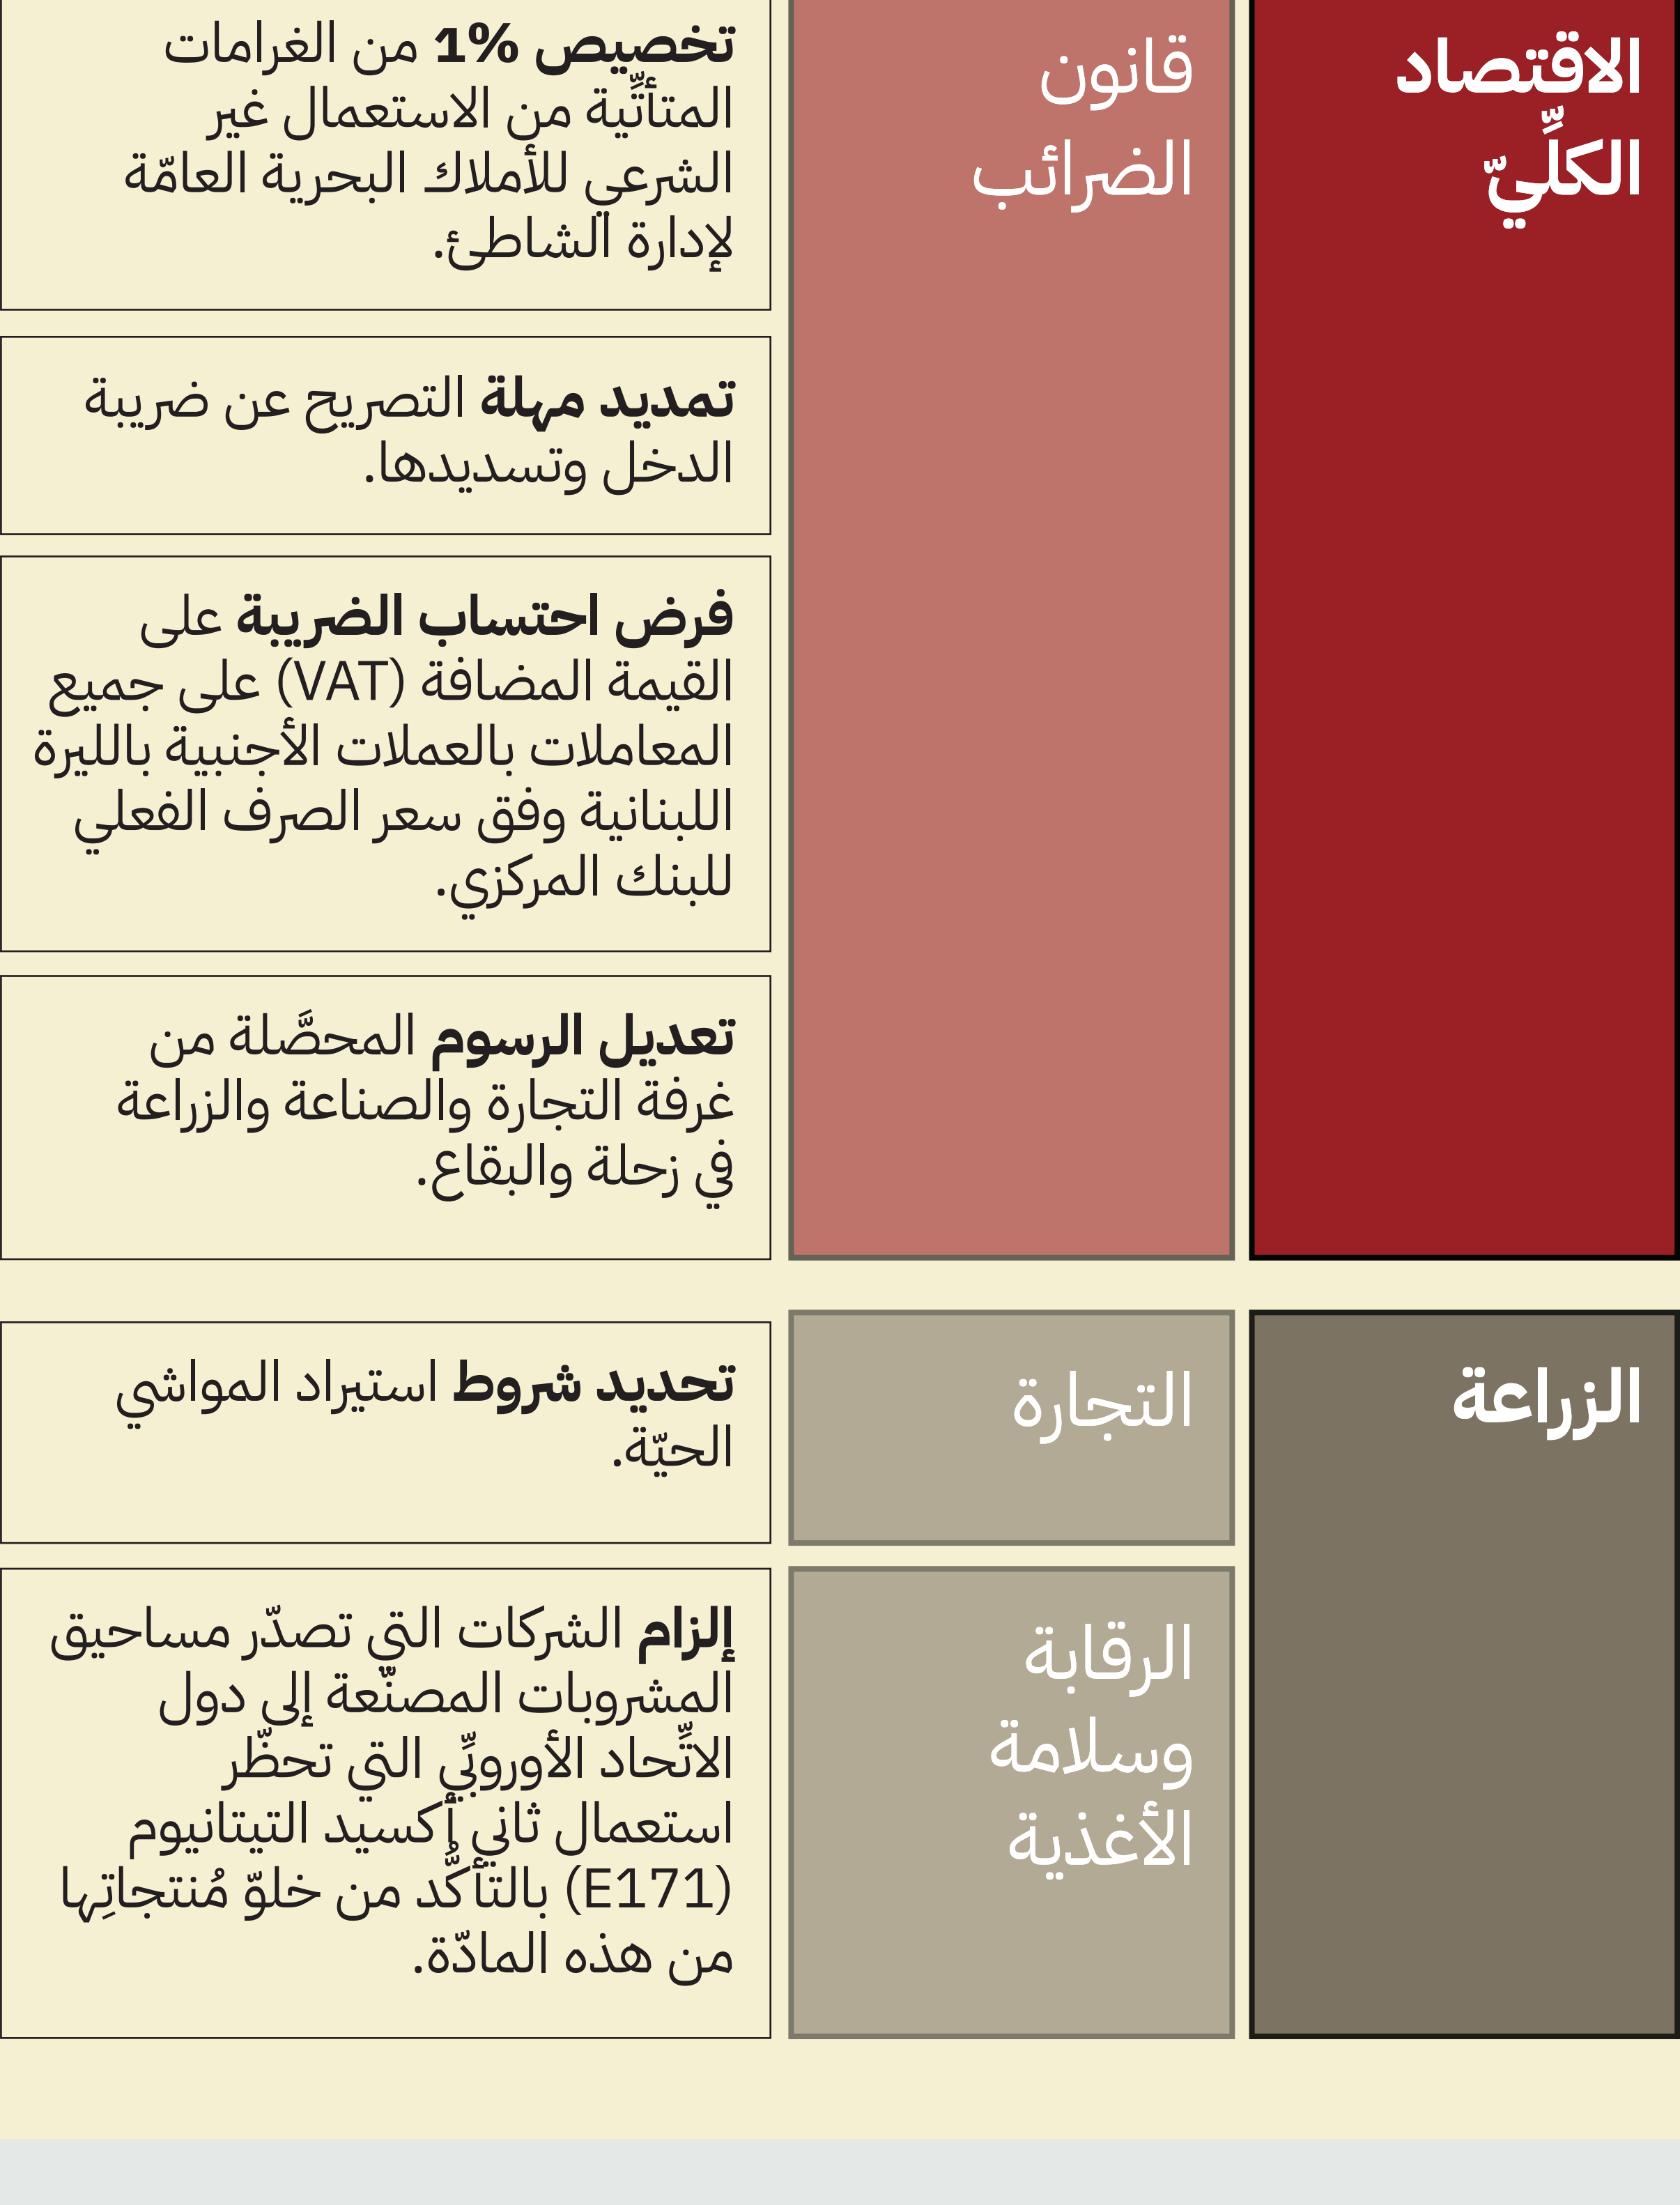 الاقتصاد
الكلِّيّ
قانون
الضرائب
تخصيص 1% من الغرامات
المتأتِّية من الاستعمال غير
الشرعي للأملاك البحرية العامّة
لإدارة الشاطئ.
تمديد مهلة التصريح عن ضريبة
الدخل وتسديدها.
فرض احتساب الضريبة على
القيمة المضافة (VAT) على جميع
المعاملات بالعملات الأجنبية بالليرة
اللبنانية وفق سعر الصرف الفعلي
للبنك المركزي.
تعديل الرسوم المحصَّلة من
غرفة التجارة والصناعة والزراعة
في زحلة والبقاع.
الزراعة
التجارة
تحديد شروط استيراد المواشي
الحيّة.
الرقابة
وسلامة
الأغذية
إلزام الشركات التي تصدّر مساحيق
المشروبات المصنّعة إلى دول
الاتِّحاد الأوروبِّي التي تحظّر
استعمال ثاني أكسيد التيتانيوم
(E171) بالتأكُّد من خلوّ مُنتجاتِها
من هذه المادّة.